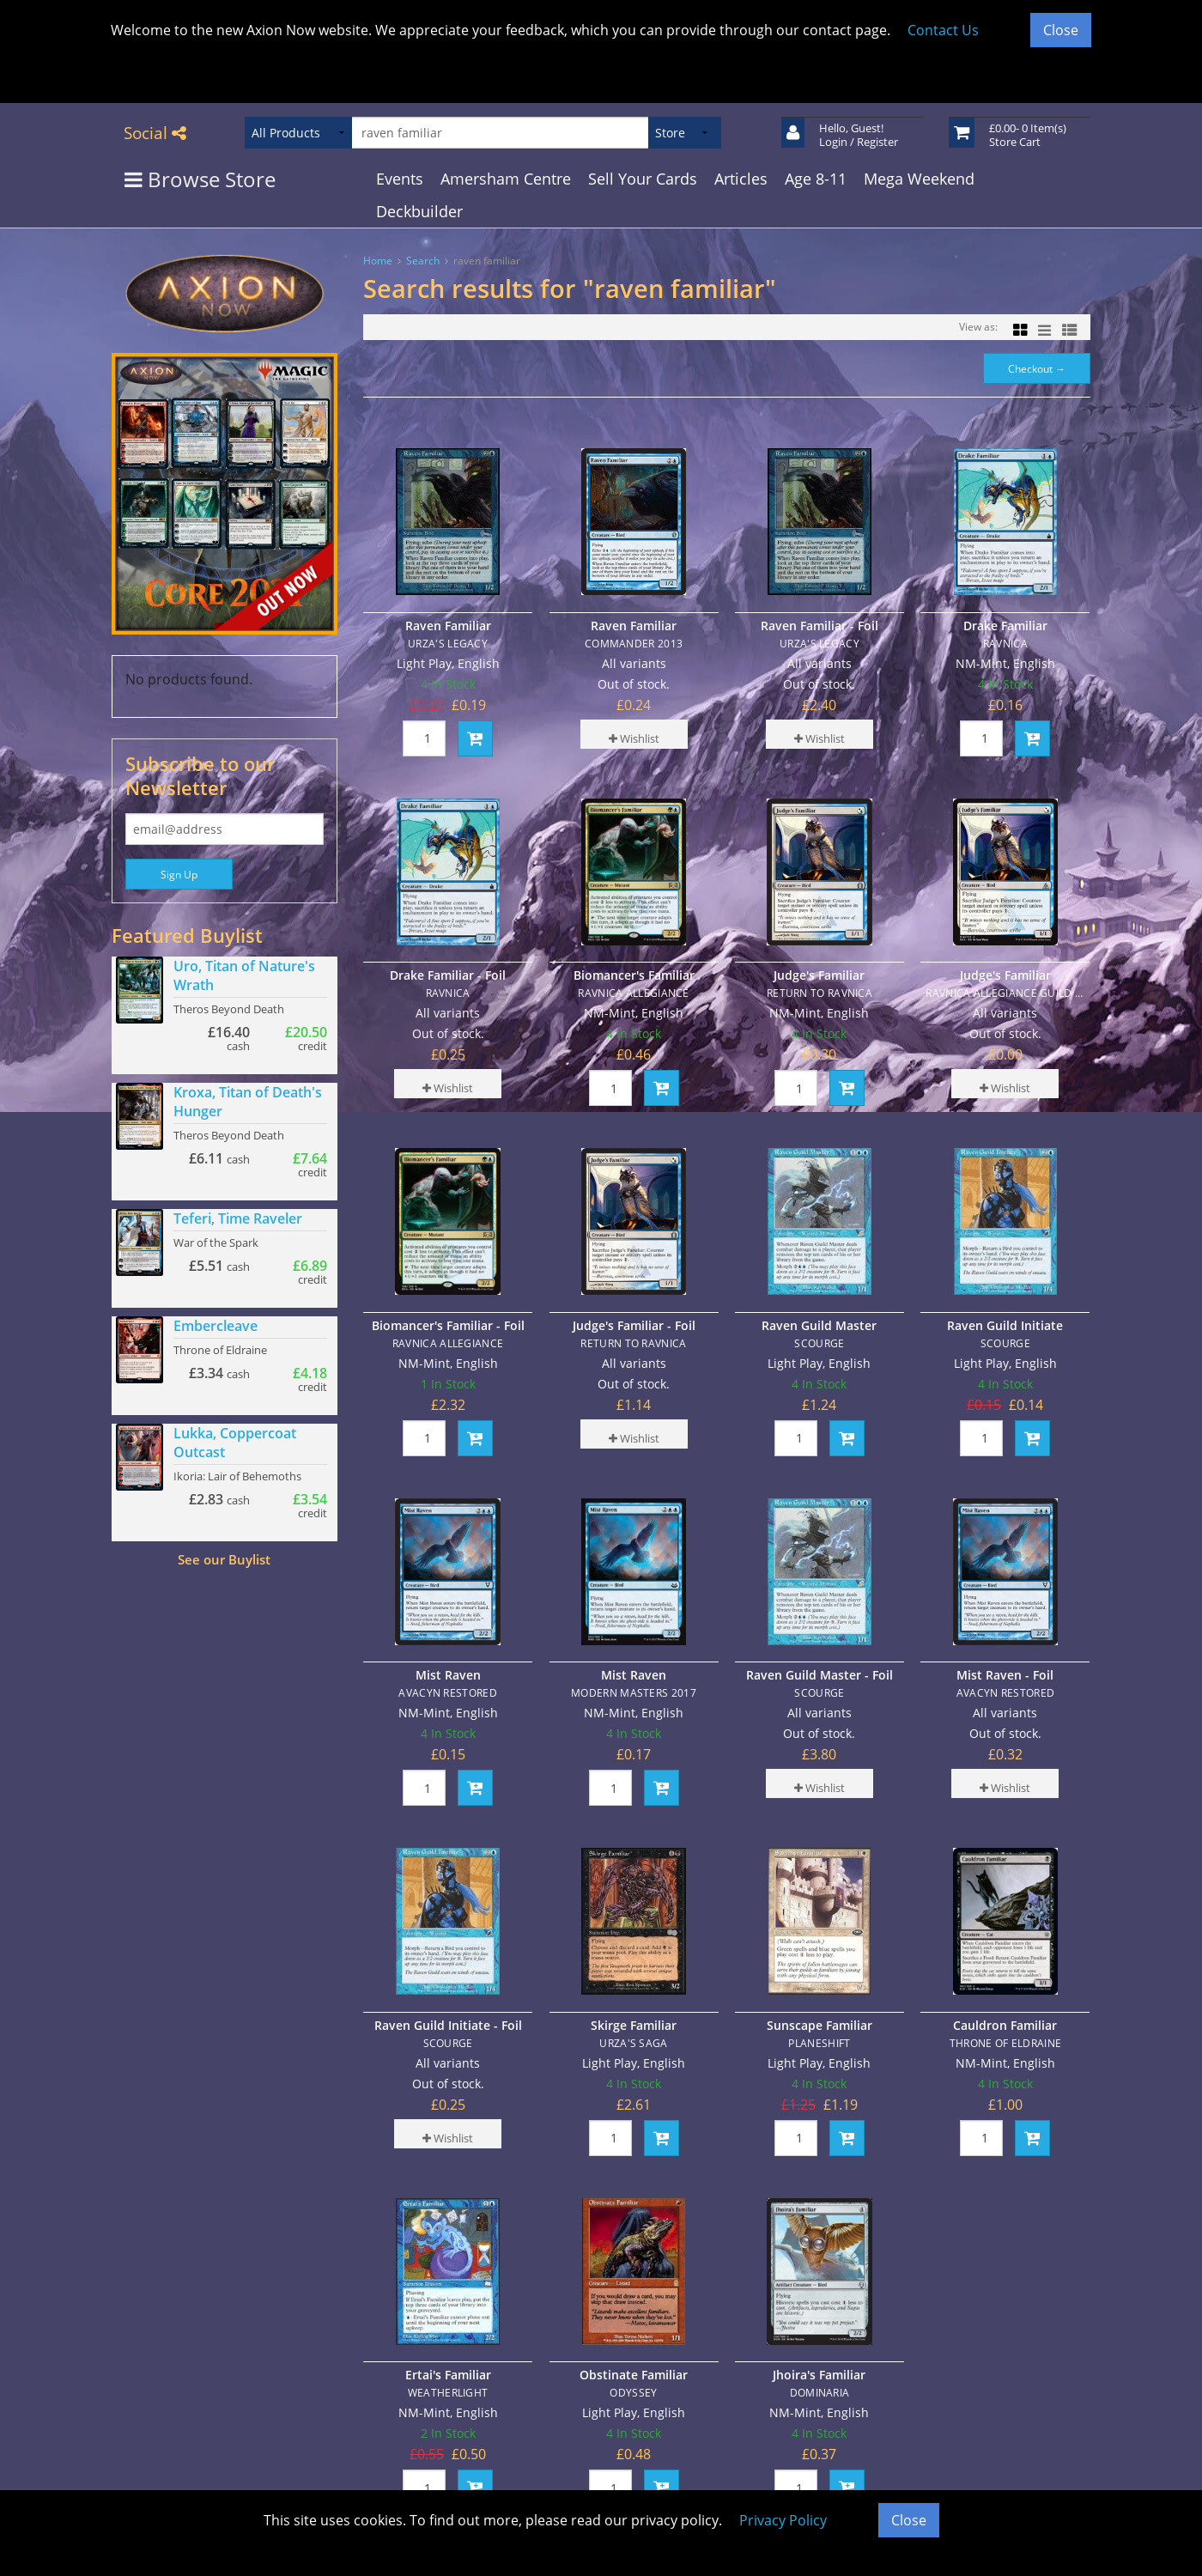 Welcome to the new Axion Now website. We appreciate your feedback, which you can provide through our contact page. Contact Us Close
Social
All Products
raven familiar
Store
Hello, Guest!
Login / Register
£0.00- 0 Item(s)
Store Cart
Browse Store
Events Amersham Centre Sell Your Cards Articles Age 8-11 Mega Weekend
Deckbuilder
AXION
NOW
MAGIC
OUT NOW
No products found.
Subscribe to our
Newsletter
email@address
Sign Up
Featured Buylist
Uro, Titan of Nature's
Wrath
Theros Beyond Death
£16.40 £20.50
cash credit
Kroxa, Titan of Death's
Hunger
Theros Beyond Death
£6.11 cash £7.64
credit
Teferi, Time Raveler
War of the Spark
£5.51 cash £6.89
credit
Embercleave
Throne of Eldraine
£3.34 cash £4.18
credit
Lukka, Coppercoat
Outcast
Ikoria: Lair of Behemoths
£2.83 cash £3.54
credit
See our Buylist
Home > Search > raven familiar
Search results for "raven familiar"
View as:
Checkout →
Raven Familiar Raven Familiar Raven Familiar - Foil Drake Familiar
URZA'S LEGACY COMMANDER 2013 URZA'S LEGACY RAVNICA
Light Play, English All variants All variants NM-Mint, English
4 In Stock Out of stock. Out of stock. 4 In Stock
£0.19 £0.24 £2.40 £0.16
1 Wishlist Wishlist 1
Drake Familiar - Foil Biomancer's Familiar Judge's Familiar Judge's Familiar
RAVNICA RAVNICA ALLEGIANCE RETURN TO RAVNICA RAVNICA ALLEGIANCE GUILD ...
All variants NM-Mint, English NM-Mint, English All variants
Out of stock. 4 In Stock 4 In Stock Out of stock.
£0.25 £0.46 £0.30 £0.00
Wishlist 1 1 Wishlist
Biomancer's Familiar - Foil Judge's Familiar - Foil Raven Guild Master Raven Guild Initiate
RAVNICA ALLEGIANCE RETURN TO RAVNICA SCOURGE SCOURGE
NM-Mint, English All variants Light Play, English Light Play, English
1 In Stock Out of stock. 4 In Stock 4 In Stock
£2.32 £1.14 £1.24 £0.15 £0.14
1 Wishlist 1 1
Mist Raven Mist Raven Raven Guild Master - Foil Mist Raven - Foil
AVACYN RESTORED MODERN MASTERS 2017 SCOURGE AVACYN RESTORED
NM-Mint, English NM-Mint, English All variants All variants
4 In Stock 4 In Stock Out of stock. Out of stock.
£0.15 £0.17 £3.80 £0.32
1 1 Wishlist Wishlist
Raven Guild Initiate - Foil Skirge Familiar Sunscape Familiar Cauldron Familiar
SCOURGE URZA'S SAGA PLANESHIFT THRONE OF ELDRAINE
All variants Light Play, English Light Play, English NM-Mint, English
Out of stock. 4 In Stock 4 In Stock 4 In Stock
£0.25 £2.61 £1.25 £1.19 £1.00
Wishlist 1 1 1
Ertai's Familiar Obstinate Familiar Jhoira's Familiar
WEATHERLIGHT ODYSSEY DOMINARIA
NM-Mint, English Light Play, English NM-Mint, English
2 In Stock 4 In Stock 4 In Stock
£0.55 £0.50 £0.48 £0.37
1 1 1
This site uses cookies. To find out more, please read our privacy policy. Privacy Policy Close